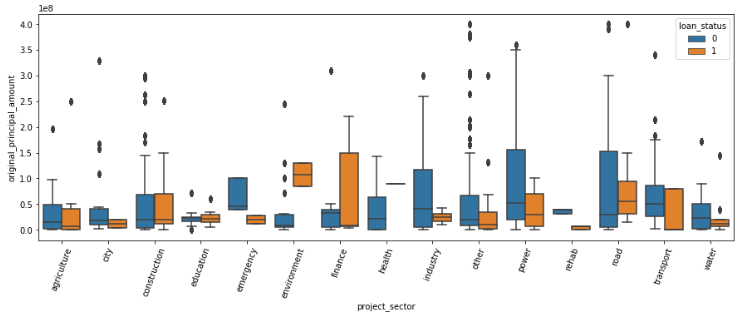 1e8
loan_status
0
1
4.0
3.5
3.0
2.5
2.0
1.5
1.0
0.5
0.0
original_principal_amount
agriculture
city
construction
education
emergency
environment
finance
health
industry
other
power
rehab
road
transport
water
project_sector